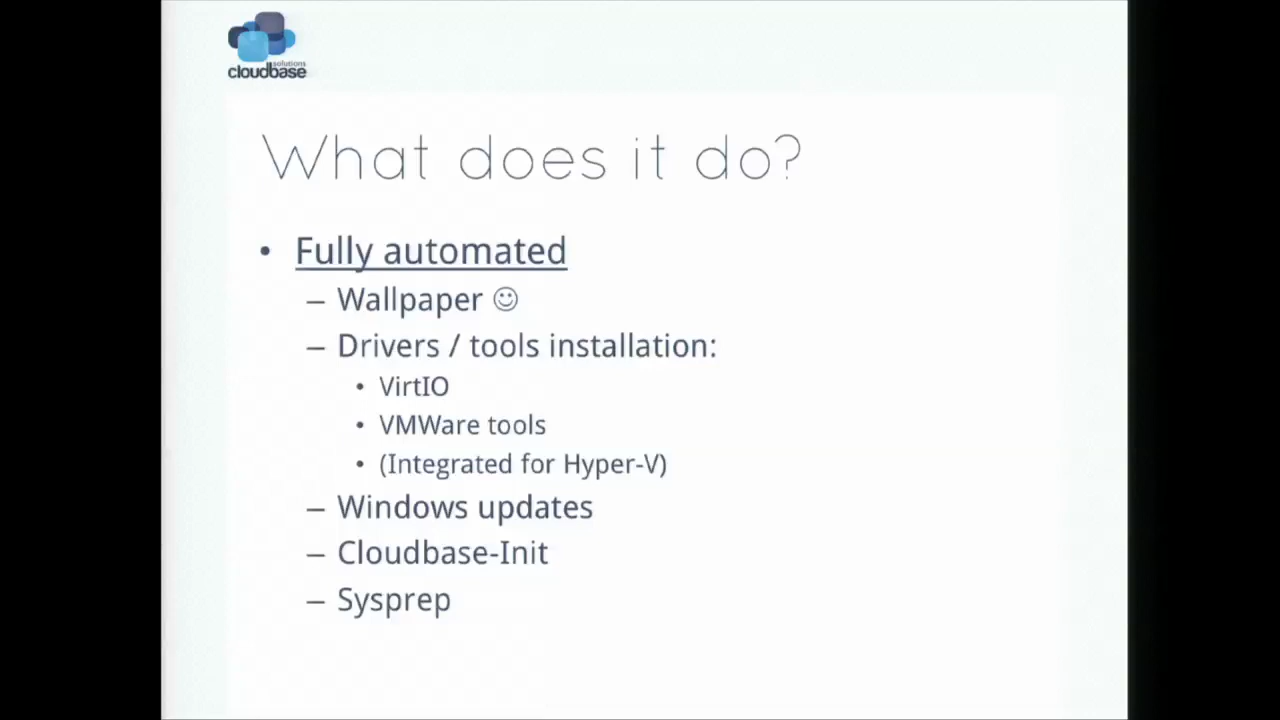 solutions
cloudbase
What does it do?
• Fully automated
– Wallpaper ☺
– Drivers / tools installation:
• VirtIO
• VMWare tools
• (Integrated for Hyper-V)
– Windows updates
– Cloudbase-Init
– Sysprep